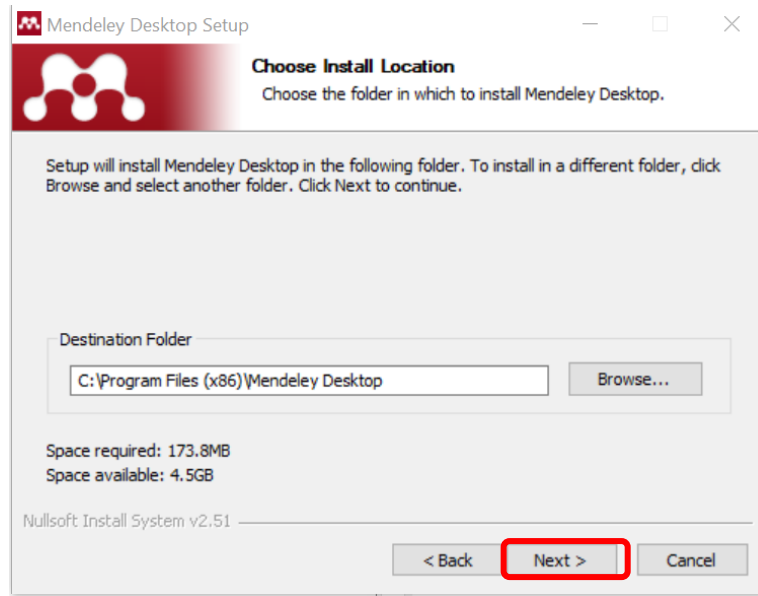 Mendeley Desktop Setup
Choose Install Location
Choose the folder in which to install Mendeley Desktop.
Setup will install Mendeley Desktop in the following folder. To install in a different folder, click
Browse and select another folder. Click Next to continue.
Destination Folder
C:\Program Files (x86)\Mendeley Desktop
Browse...
Space required: 173.8MB
Space available: 4.5GB
Nullsoft Install System v2.51
< Back
Next >
Cancel